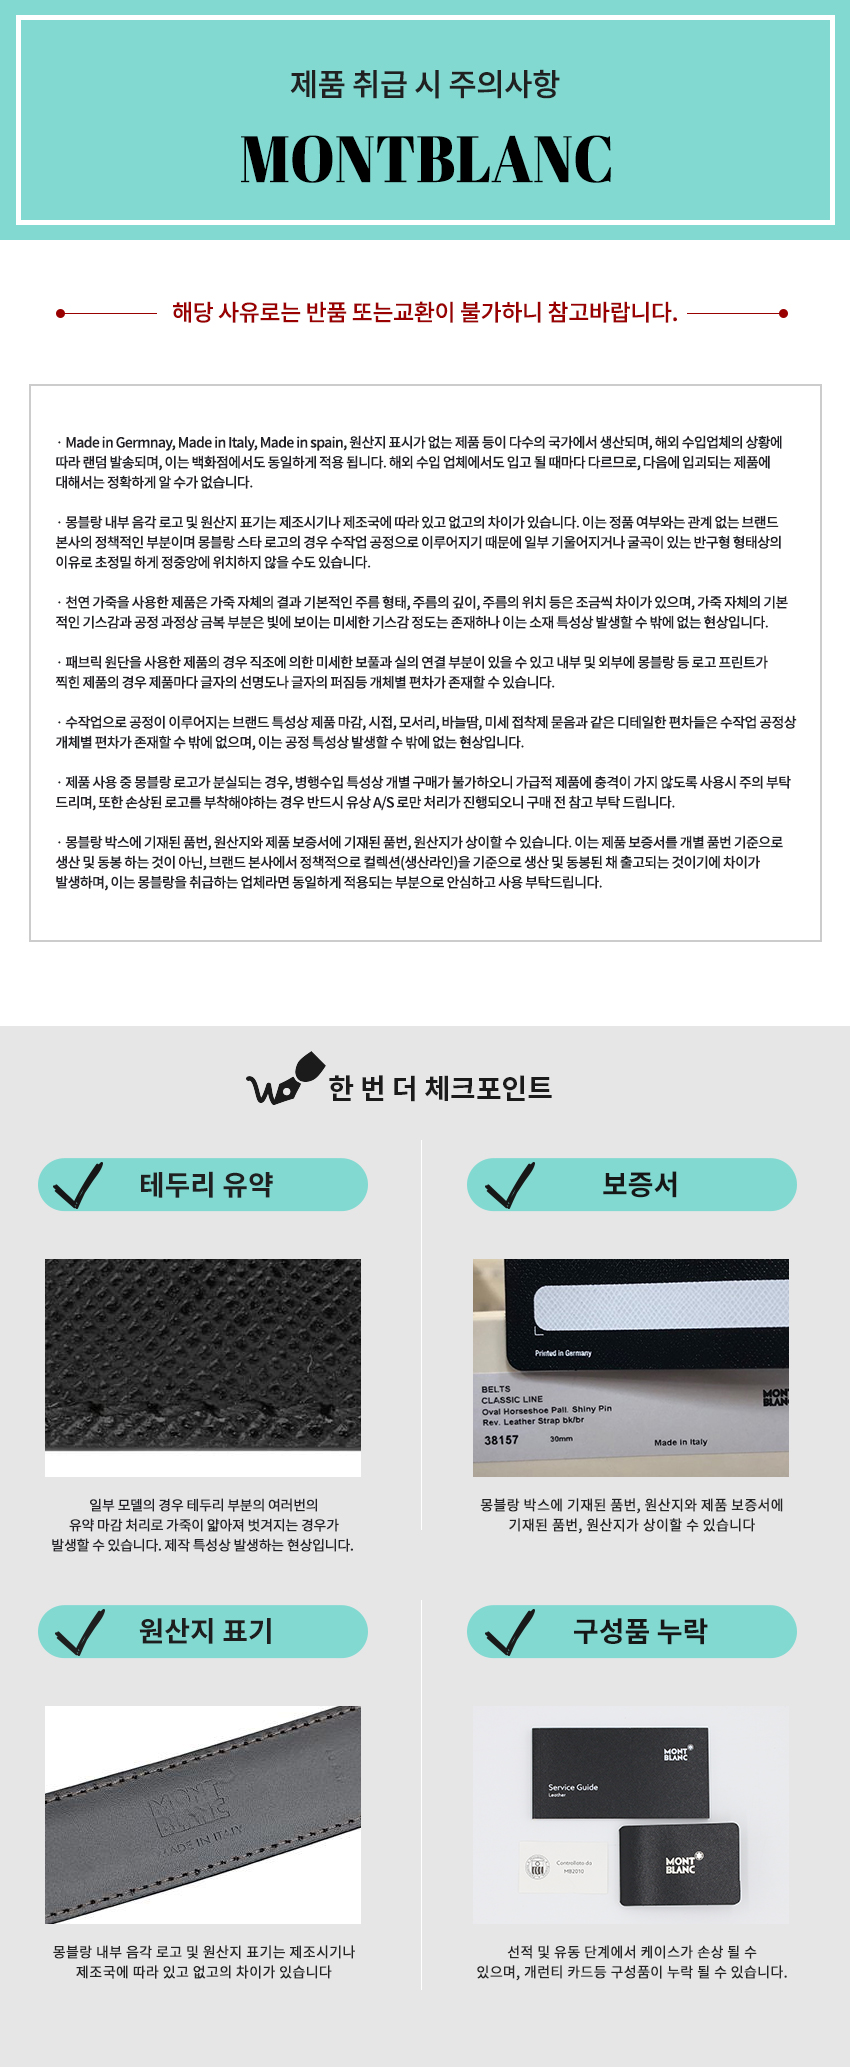 제품 취급 시 주의사항
MONTBLANC
해당 사유로는 반품 또는교환이 불가하니 참고바랍니다.
· Made in Germnay, Made in Italy, Made in spain, 원산지 표시가 없는 제품 등이 다수의 국가에서 생산되며, 해외 수입업체의 상황에
따라 랜덤 발송되며, 이는 백화점에서도 동일하게 적용 됩니다. 해외 수입 업체에서도 입고 될 때마다 다르므로, 다음에 입괴되는 제품에
대해서는 정확하게 알 수가 없습니다.
· 몽블랑 내부 음각 로고 및 원산지 표기는 제조시기나 제조국에 따라 있고 없고의 차이가 있습니다. 이는 정품 여부와는 관계 없는 브랜드
본사의 정책적인 부분이며 몽블랑 스타 로고의 경우 수작업 공정으로 이루어지기 때문에 일부 기울어지거나 굴곡이 있는 반구형 형태상의
이유로 초정밀 하게 정중앙에 위치하지 않을 수도 있습니다.
· 천연 가죽을 사용한 제품은 가죽 자체의 결과 기본적인 주름 형태, 주름의 깊이, 주름의 위치 등은 조금씩 차이가 있으며, 가죽 자체의 기본
적인 기스감과 공정 과정상 금복 부분은 빛에 보이는 미세한 기스감 정도는 존재하나 이는 소재 특성상 발생할 수 밖에 없는 현상입니다.
· 패브릭 원단을 사용한 제품의 경우 직조에 의한 미세한 보풀과 실의 연결 부분이 있을 수 있고 내부 및 외부에 몽블랑 등 로고 프린트가
찍힌 제품의 경우 제품마다 글자의 선명도나 글자의 퍼짐등 개체별 편차가 존재할 수 있습니다.
· 수작업으로 공정이 이루어지는 브랜드 특성상 제품 마감, 시접, 모서리, 바늘땀, 미세 접착제 묻음과 같은 디테일한 편차들은 수작업 공정상
개체별 편차가 존재할 수 밖에 없으며, 이는 공정 특성상 발생할 수 밖에 없는 현상입니다.
· 제품 사용 중 몽블랑 로고가 분실되는 경우, 병행수입 특성상 개별 구매가 불가하오니 가급적 제품에 충격이 가지 않도록 사용시 주의 부탁
드리며, 또한 손상된 로고를 부착해야하는 경우 반드시 유상 A/S 로만 처리가 진행되오니 구매 전 참고 부탁 드립니다.
· 몽블랑 박스에 기재된 품번, 원산지와 제품 보증서에 기재된 품번, 원산지가 상이할 수 있습니다. 이는 제품 보증서를 개별 품번 기준으로
생산 및 동봉 하는 것이 아닌, 브랜드 본사에서 정책적으로 컬렉션(생산라인)을 기준으로 생산 및 동봉된 채 출고되는 것이기에 차이가
발생하며, 이는 몽블랑을 취급하는 업체라면 동일하게 적용되는 부분으로 안심하고 사용 부탁드립니다.
한 번 더 체크포인트
테두리 유약
보증서
Printed in Germany
BELTS
CLASSIC LINE
Oval Horseshoe Pall. Shiny Pin
Rev. Leather Strap bk/br
38157 30mm Made in Italy
MON
BLAN
일부 모델의 경우 테두리 부분의 여러번의
유약 마감 처리로 가죽이 얇아져 벗겨지는 경우가
발생할 수 있습니다. 제작 특성상 발생하는 현상입니다.
몽블랑 박스에 기재된 품번, 원산지와 제품 보증서에
기재된 품번, 원산지가 상이할 수 있습니다
원산지 표기
구성품 누락
MONT
BLANC
MADE IN ITALY
MONT
BLANC
Service Guide
Leather
Controllato da
MB2010
MONT
BLANC
몽블랑 내부 음각 로고 및 원산지 표기는 제조시기나
제조국에 따라 있고 없고의 차이가 있습니다
선적 및 유동 단계에서 케이스가 손상 될 수
있으며, 개런티 카드등 구성품이 누락 될 수 있습니다.